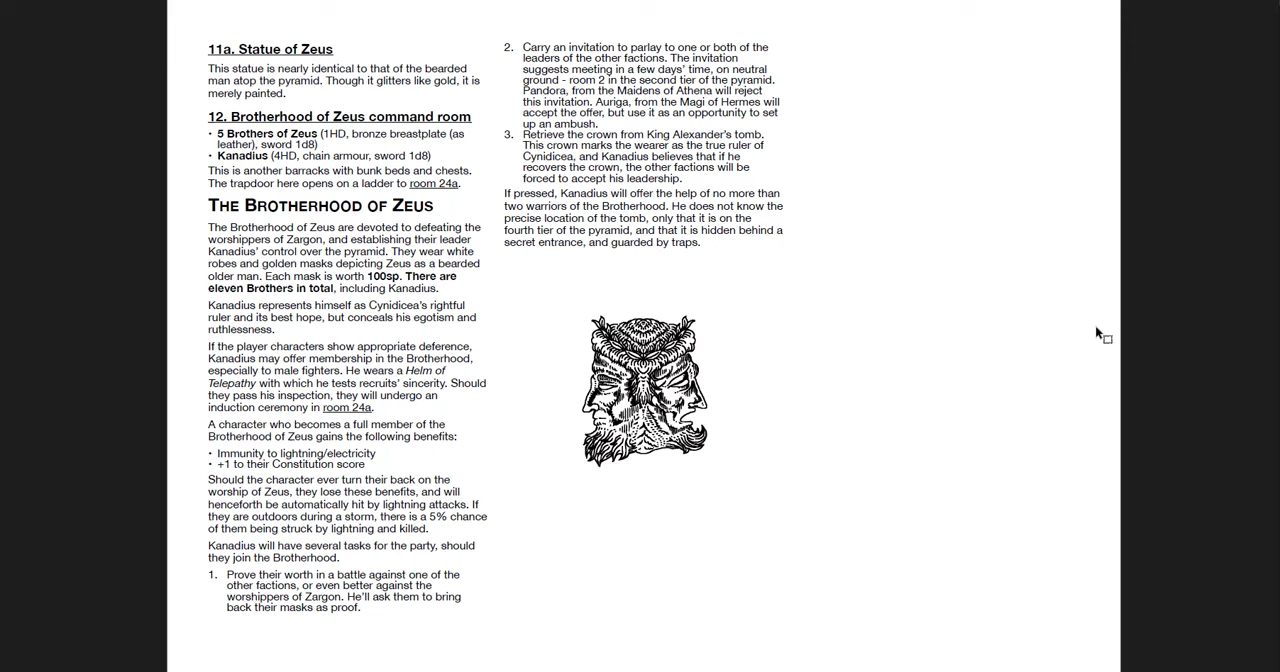 11a. Statue of Zeus
This statue is nearly identical to that of the bearded
man atop the pyramid. Though it glitters like gold, it is
merely painted.
12. Brotherhood of Zeus command room
• 5 Brothers of Zeus (1HD, bronze breastplate (as
leather), sword 1d8)
• Kanadius (4HD, chain armour, sword 1d8)
This is another barracks with bunk beds and chests.
The trapdoor here opens on a ladder to room 24a.
THE BROTHERHOOD OF ZEUS
The Brotherhood of Zeus are devoted to defeating the
worshippers of Zargon, and establishing their leader
Kanadius' control over the pyramid. They wear white
robes and golden masks depicting Zeus as a bearded
older man. Each mask is worth 100sp. There are
eleven Brothers in total, including Kanadius.
Kanadius represents himself as Cynidicea's rightful
ruler and its best hope, but conceals his egotism and
ruthlessness.
If the player characters show appropriate deference,
Kanadius may offer membership in the Brotherhood,
especially to male fighters. He wears a Helm of
Telepathy with which he tests recruits' sincerity. Should
they pass his inspection, they will undergo an
induction ceremony in room 24a.
A character who becomes a full member of the
Brotherhood of Zeus gains the following benefits:
• Immunity to lightning/electricity
• +1 to their Constitution score
Should the character ever turn their back on the
worship of Zeus, they lose these benefits, and will
henceforth be automatically hit by lightning attacks. If
they are outdoors during a storm, there is a 5% chance
of them being struck by lightning and killed.
Kanadius will have several tasks for the party, should
they join the Brotherhood.
1. Prove their worth in a battle against one of the
other factions, or even better against the
worshippers of Zargon. He'll ask them to bring
back their masks as proof.
2. Carry an invitation to parlay to one or both of the
leaders of the other factions. The invitation
suggests meeting in a few days' time, on neutral
ground - room 2 in the second tier of the pyramid.
Pandora, from the Maidens of Athena will reject
this invitation. Auriga, from the Magi of Hermes will
accept the offer, but use it as an opportunity to set
up an ambush.
3. Retrieve the crown from King Alexander's tomb.
This crown marks the wearer as the true ruler of
Cynidicea, and Kanadius believes that if he
recovers the crown, the other factions will be
forced to accept his leadership.
If pressed, Kanadius will offer the help of no more than
two warriors of the Brotherhood. He does not know the
precise location of the tomb, only that it is on the
fourth tier of the pyramid, and that it is hidden behind a
secret entrance, and guarded by traps.